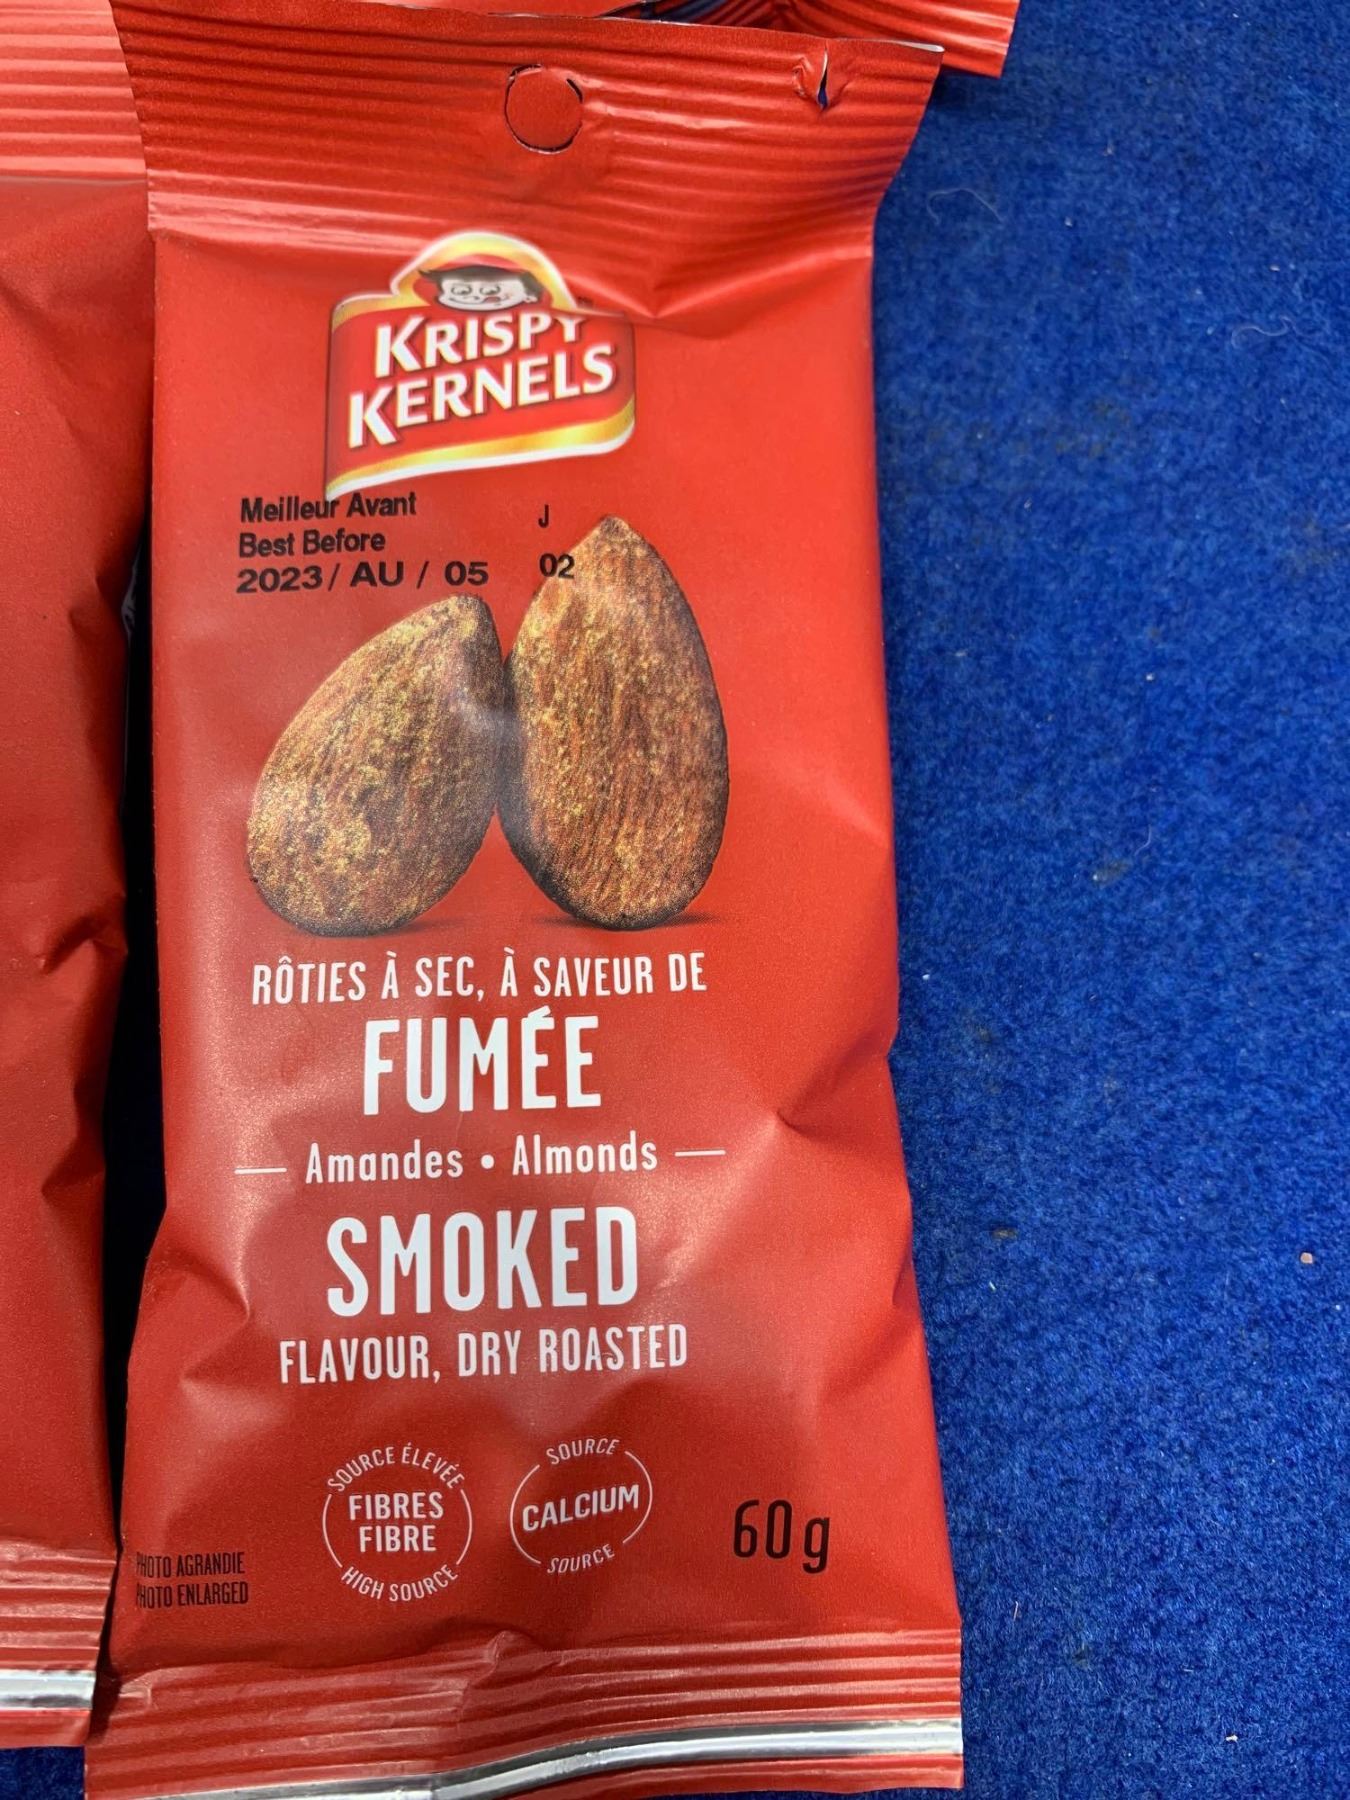 KRISPY
KERNELS
Meilleur Avant
Best Before
2023/ AU / 05
J
02
RÔTIES À SEC, À SAVEUR DE
FUMÉE
Amandes • Almonds
SMOKED
FLAVOUR, DRY ROASTED
SOURCE ÉLEVÉE
FIBRES
FIBRE
HIGH SOURCE
SOURCE
CALCIUM
SOURCE
60 g
PHOTO AGRANDIE
PHOTO ENLARGED